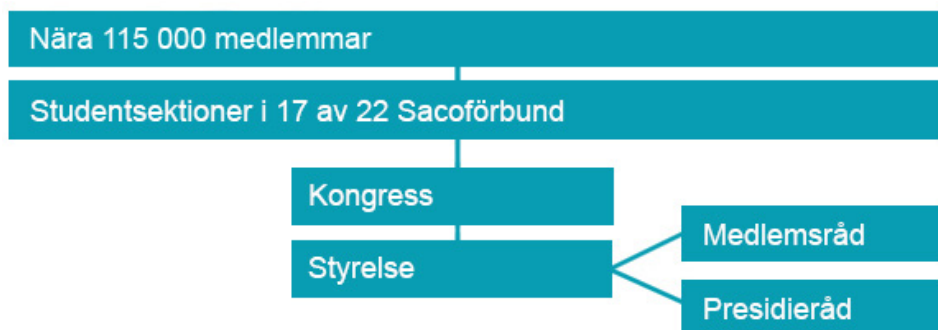 Nära 115 000 medlemmar
Studentsektioner i 17 av 22 Sacoförbund
Kongress
Styrelse
Medlemsråd
Presidieråd